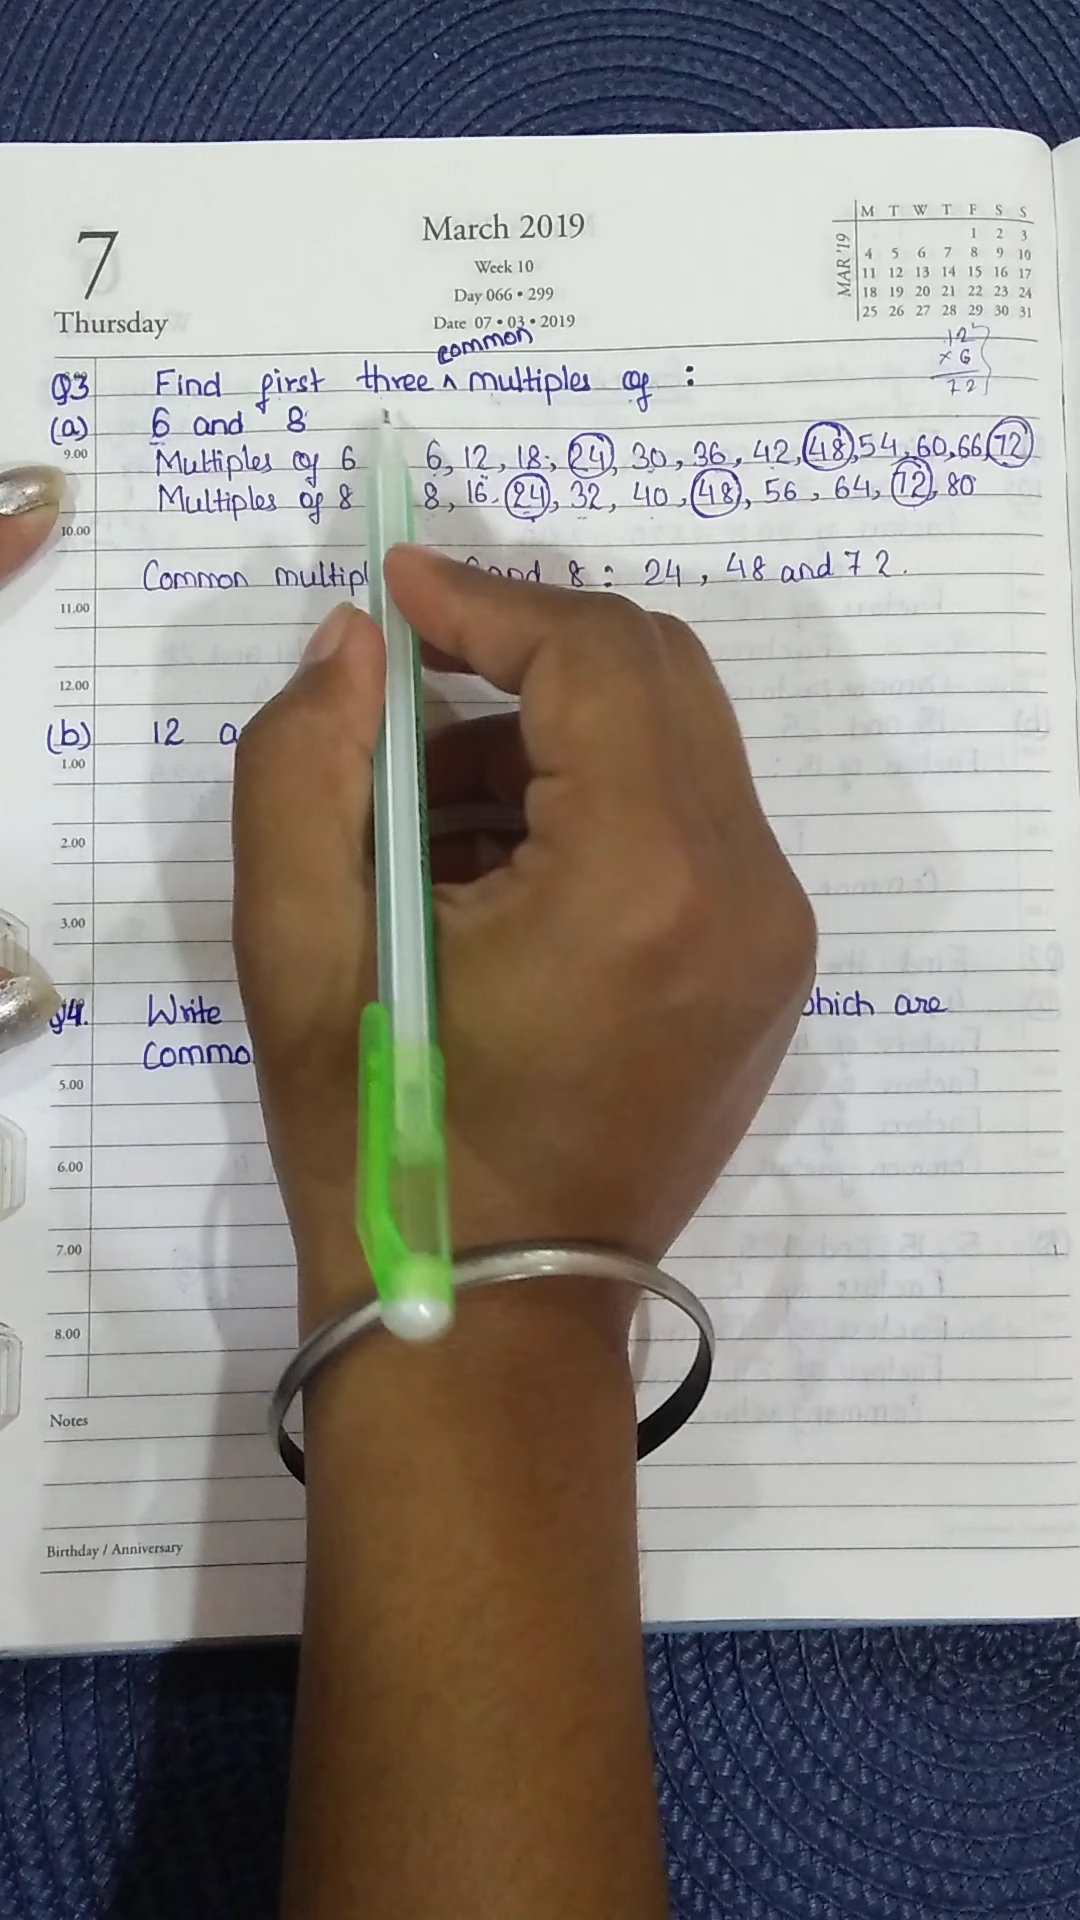 7
Thursday
March 2019
Week 10
Day 066 • 299
Date 07 • 03 • 2019
MAR '19
M T W T F S S
1 2 3
4 5 6 7 8 9 10
11 12 13 14 15 16 17
18 19 20 21 22 23 24
25 26 27 28 29 30 31
12
× 6
72
common
Q3 Find first three ^ multiples of :
(a) 6 and 8
9.00
Multiples of 6 6, 12, 18, 24, 30, 36, 42, 48, 54, 60, 66, 72
Multiples of 8 8, 16, 24, 32, 40, 48, 56, 64, 72, 80
10.00
Common multipl and 8 : 24, 48 and 72.
11.00
12.00
(b) 12 a
1.00
2.00
3.00
Q4. Write which are
Commo
5.00
6.00
7.00
8.00
Notes
Birthday / Anniversary